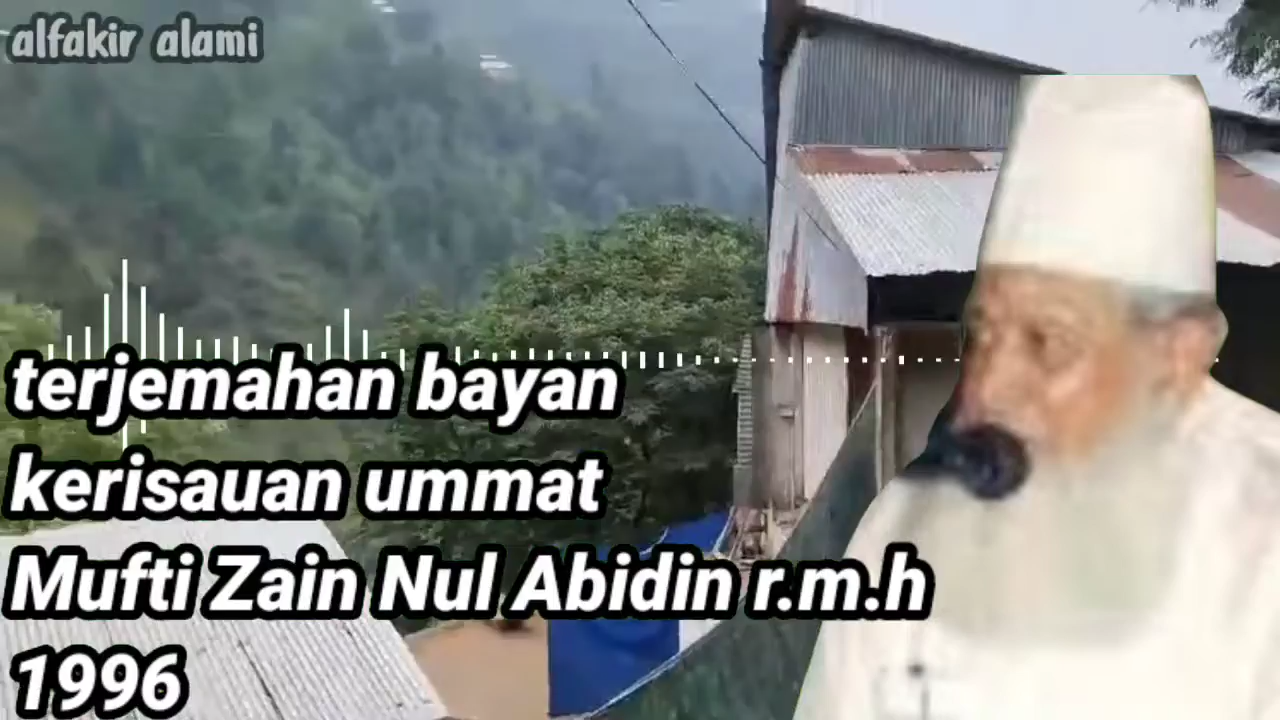 alfakir alami
terjemahan bayan
kerisauan ummat
Mufti Zain Nul Abidin r.m.h
1996